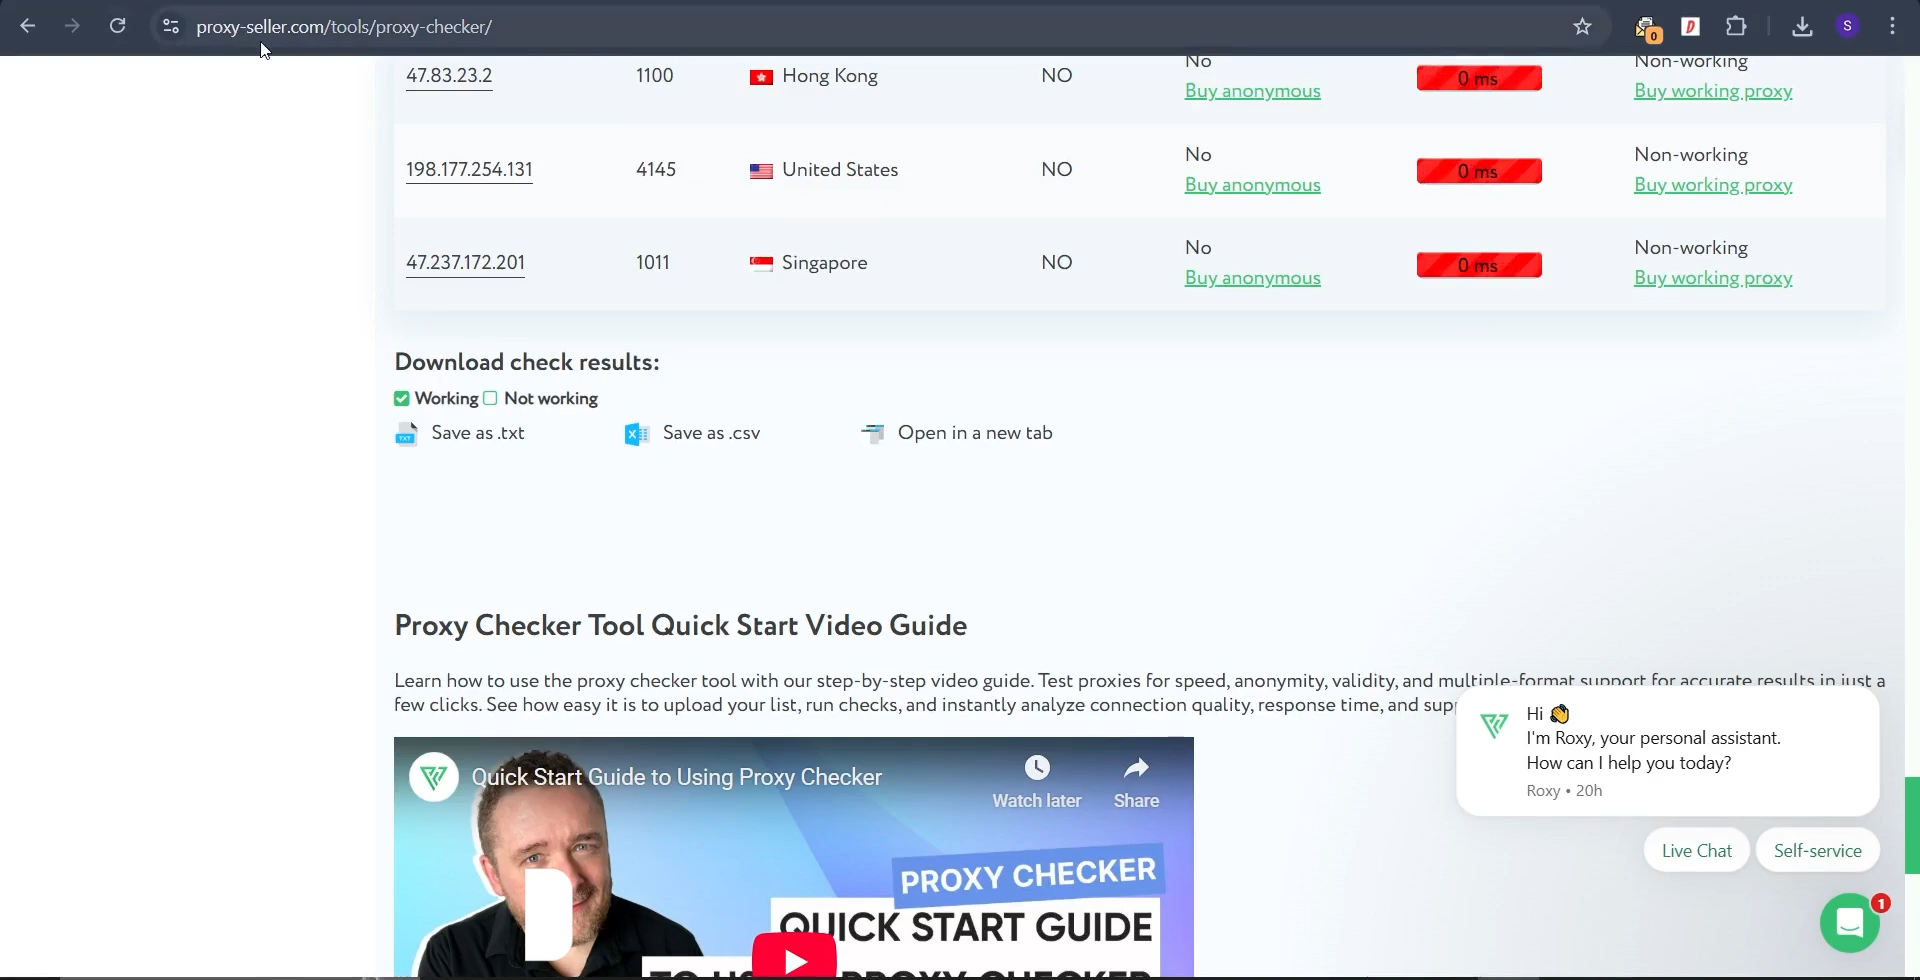 proxy-seller.com/tools/proxy-checker/
0
D
S
47.83.23.2 1100 Hong Kong NO No 0 ms Non-working
Buy anonymous Buy working proxy
198.177.254.131 4145 United States NO No 0 ms Non-working
Buy anonymous Buy working proxy
47.237.172.201 1011 Singapore NO No 0 ms Non-working
Buy anonymous Buy working proxy
Download check results:
Working Not working
TXT Save as .txt X Save as .csv Open in a new tab
Proxy Checker Tool Quick Start Video Guide
Learn how to use the proxy checker tool with our step-by-step video guide. Test proxies for speed, anonymity, validity, and multiple-format support for accurate results in just a
few clicks. See how easy it is to upload your list, run checks, and instantly analyze connection quality, response time, and
Quick Start Guide to Using Proxy Checker
Watch later Share
PROXY CHECKER
QUICK START GUIDE
PROXY CHECKER
Hi 👋
I'm Roxy, your personal assistant.
How can I help you today?
Roxy • 20h
Live Chat Self-service
1